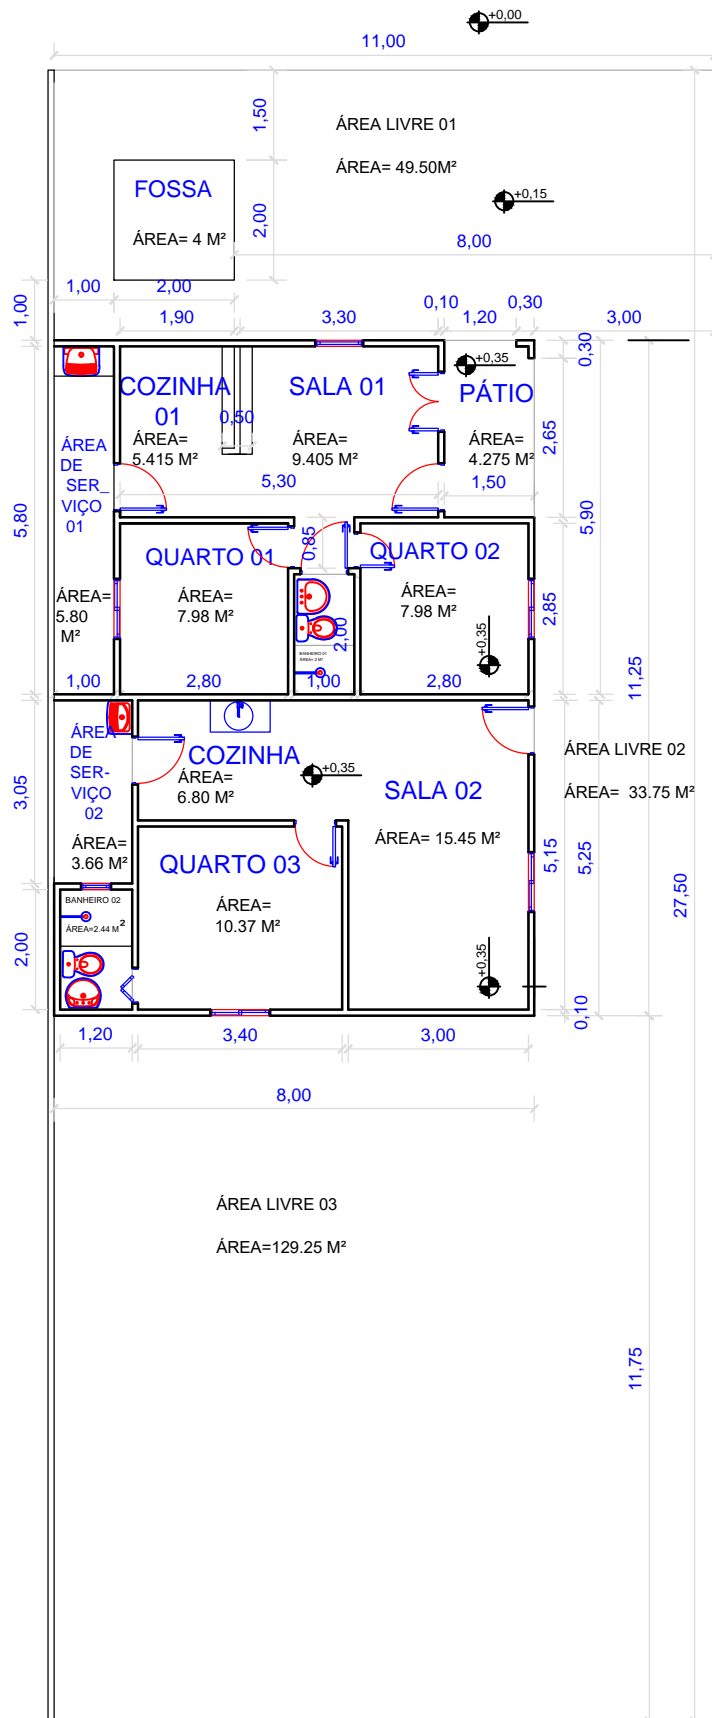 +0,00
11,00
1,50
ÁREA LIVRE 01
ÁREA= 49.50M²
FOSSA
+0,15
2,00
ÁREA= 4 M²
8,00
1,00
1,00
2,00
1,90
3,30
0,10
0,30
1,20
3,00
+0,35
0,30
COZINHA
01
SALA 01
PÁTIO
0,50
ÁREA=
5.415 M²
ÁREA=
9.405 M²
ÁREA=
4.275 M²
2,65
ÁREA
DE
SER_
VIÇO
01
5,30
1,50
5,80
5,90
0,85
QUARTO 01
QUARTO 02
ÁREA=
5.80
M²
ÁREA=
7.98 M²
ÁREA=
7.98 M²
2,85
2,00
BANHEIRO 01
ÁREA= 2 M²
+0,35
1,00
2,80
1,00
2,80
11,25
ÁREA
DE
SER-
VIÇO
02
COZINHA
ÁREA=
6.80 M²
+0,35
SALA 02
ÁREA LIVRE 02
ÁREA= 33.75 M²
3,05
ÁREA=
3.66 M²
ÁREA= 15.45 M²
5,15
5,25
QUARTO 03
27,50
BANHEIRO 02
ÁREA=2.44 M²
ÁREA=
10.37 M²
2,00
+0,35
0,10
1,20
3,40
3,00
8,00
ÁREA LIVRE 03
ÁREA=129.25 M²
11,75